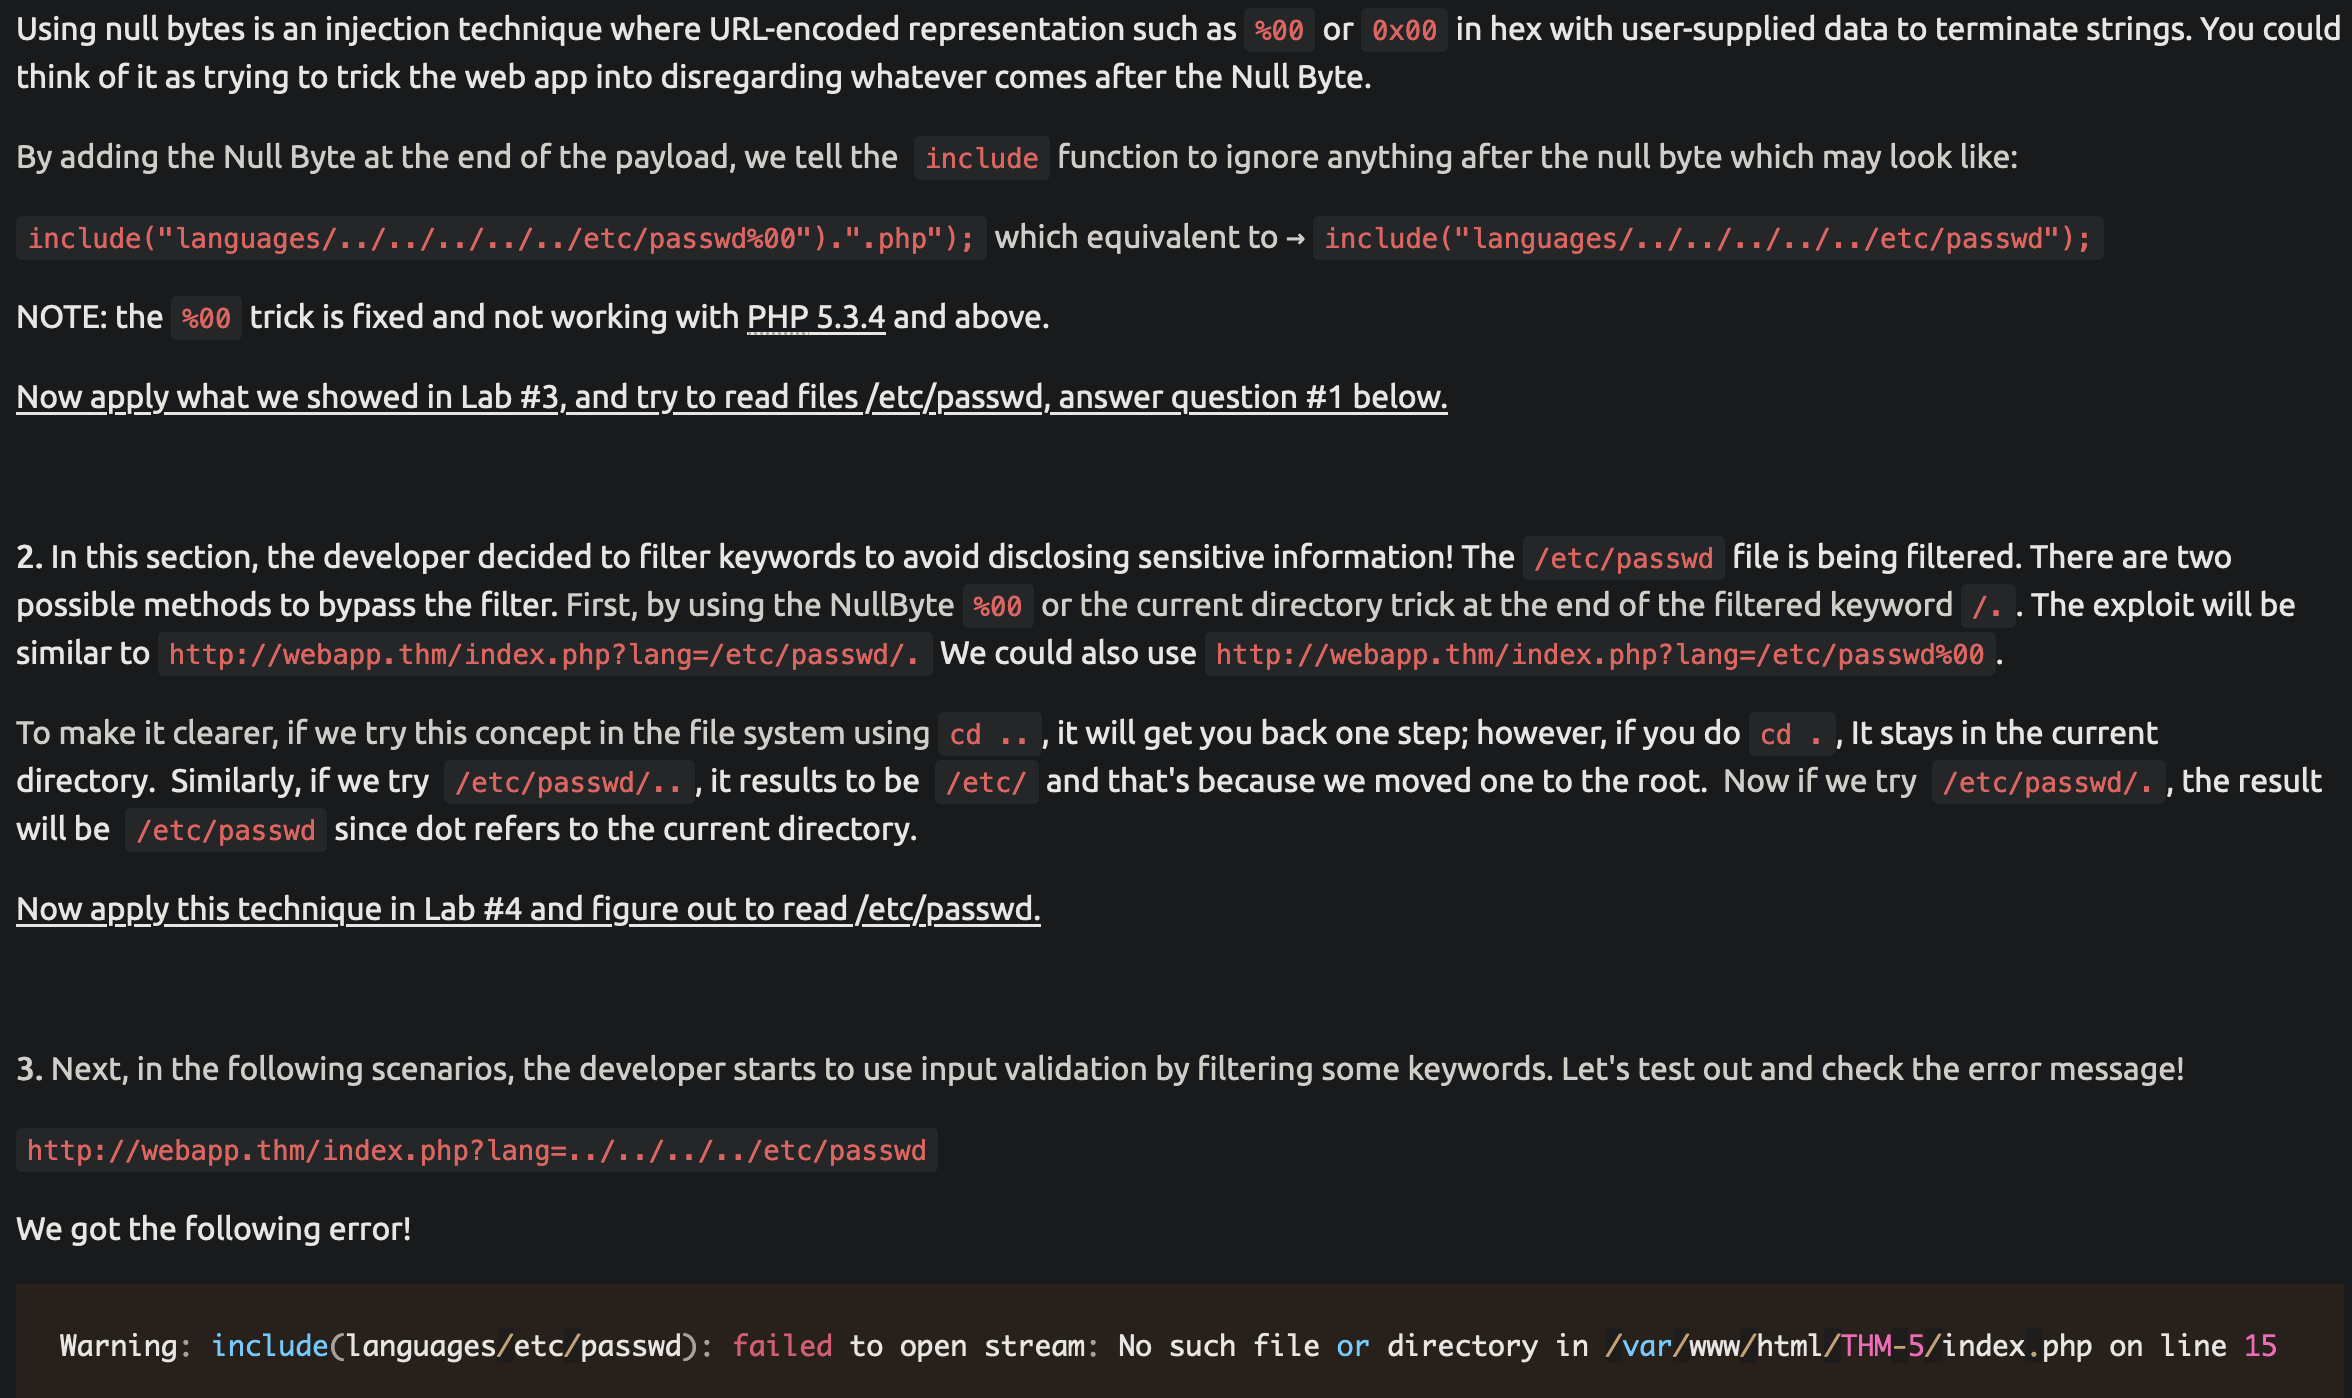 Using null bytes is an injection technique where URL-encoded representation such as %00 or 0x00 in hex with user-supplied data to terminate strings. You could
think of it as trying to trick the web app into disregarding whatever comes after the Null Byte.
By adding the Null Byte at the end of the payload, we tell the include function to ignore anything after the null byte which may look like:
include("languages/../../../../../etc/passwd%00").".php"); which equivalent to → include("languages/../../../../../etc/passwd");
NOTE: the %00 trick is fixed and not working with PHP 5.3.4 and above.
Now apply what we showed in Lab #3, and try to read files /etc/passwd, answer question #1 below.
2. In this section, the developer decided to filter keywords to avoid disclosing sensitive information! The /etc/passwd file is being filtered. There are two
possible methods to bypass the filter. First, by using the NullByte %00 or the current directory trick at the end of the filtered keyword /. . The exploit will be
similar to http://webapp.thm/index.php?lang=/etc/passwd/. We could also use http://webapp.thm/index.php?lang=/etc/passwd%00 .
To make it clearer, if we try this concept in the file system using cd .. , it will get you back one step; however, if you do cd . , It stays in the current
directory. Similarly, if we try /etc/passwd/.. , it results to be /etc/ and that's because we moved one to the root. Now if we try /etc/passwd/. , the result
will be /etc/passwd since dot refers to the current directory.
Now apply this technique in Lab #4 and figure out to read /etc/passwd.
3. Next, in the following scenarios, the developer starts to use input validation by filtering some keywords. Let's test out and check the error message!
http://webapp.thm/index.php?lang=../../../../etc/passwd
We got the following error!
Warning: include(languages/etc/passwd): failed to open stream: No such file or directory in /var/www/html/THM-5/index.php on line 15